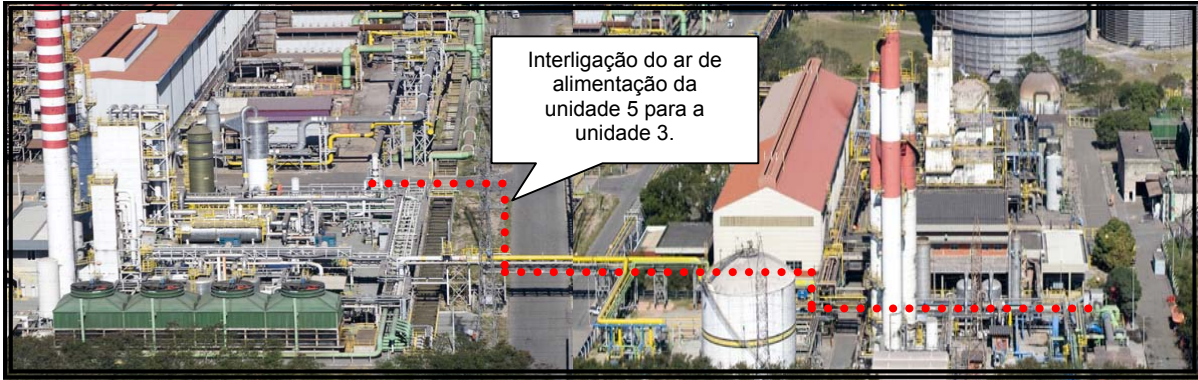 Interligação do ar de
alimentação da
unidade 5 para a
unidade 3.